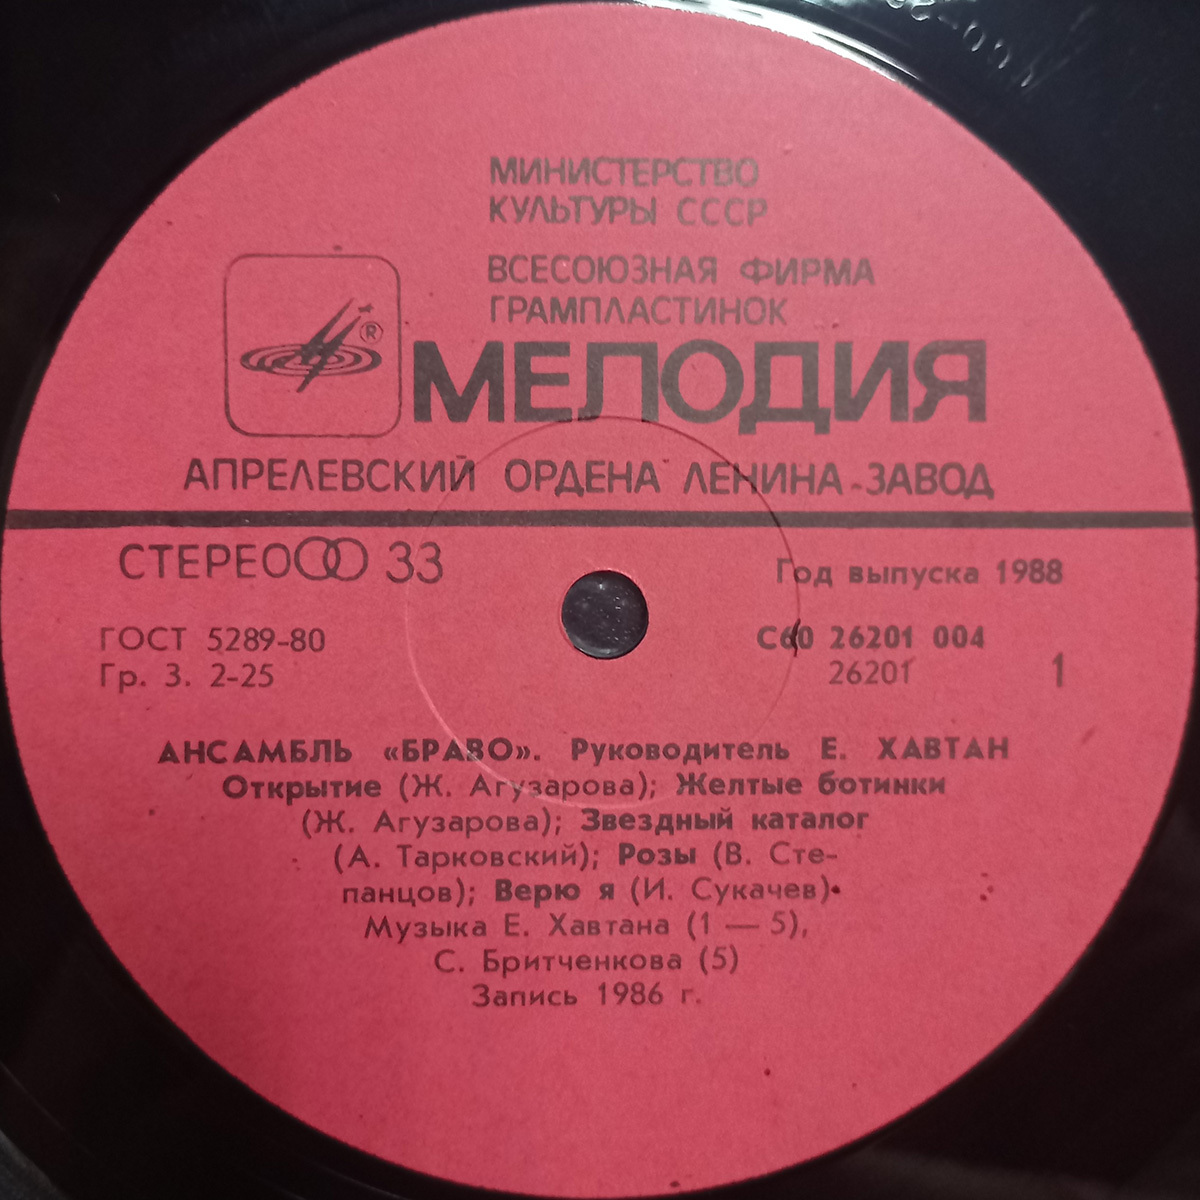 МИНИСТЕРСТВО
КУЛЬТУРЫ СССР
ВСЕСОЮЗНАЯ ФИРМА
ГРАМПЛАСТИНОК
®
МЕЛОДИЯ
АПРЕЛЕВСКИЙ ОРДЕНА ЛЕНИНА ЗАВОД
СТЕРЕО 33
Год выпуска 1988
ГОСТ 5289-80
Гр. 3. 2-25
С60 26201 004
26201
1
АНСАМБЛЬ «БРАВО». Руководитель Е. ХАВТАН
Открытие (Ж. Агузарова); Желтые ботинки
(Ж. Агузарова); Звездный каталог
(А. Тарковский); Розы (В. Сте-
панцов); Верю я (И. Сукачев).
Музыка Е. Хавтана (1 — 5),
С. Бритченкова (5)
Запись 1986 г.